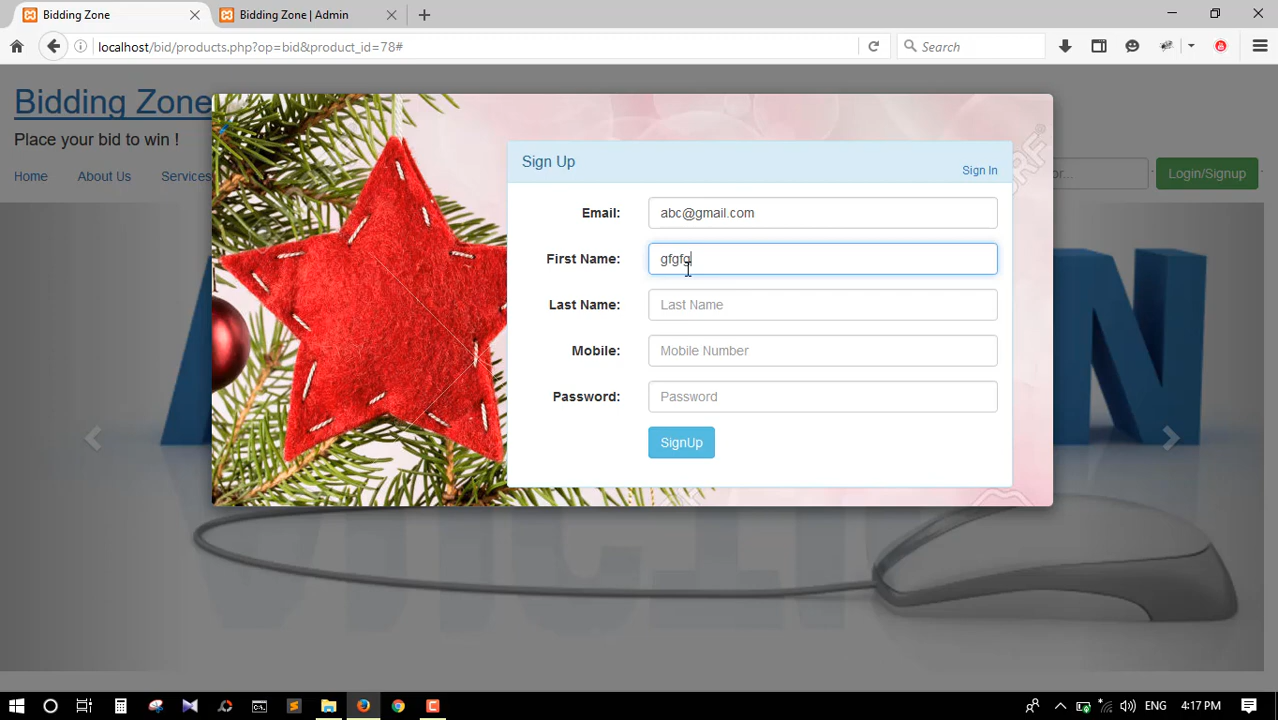 Bidding Zone
Bidding Zone | Admin
localhost/bid/products.php?op=bid&product_id=78#
Search
Bidding Zone
Place your bid to win !
Home
About Us
Services
or...
Login/Signup
Sign Up
Sign In
Email:
abc@gmail.com
First Name:
gfgfg
Last Name:
Last Name
Mobile:
Mobile Number
Password:
Password
SignUp
ENG
4:17 PM